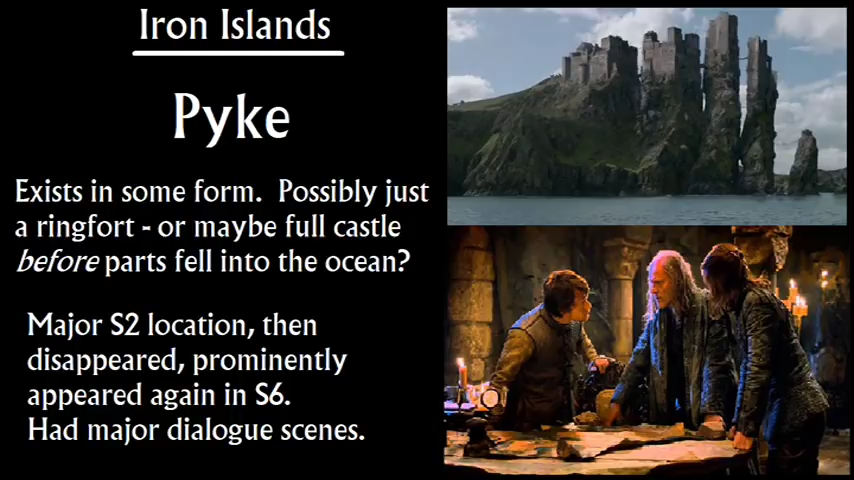 Iron Islands
Pyke
Exists in some form.  Possibly just
a ringfort - or maybe full castle
before parts fell into the ocean?
Major S2 location, then
disappeared, prominently
appeared again in S6.
Had major dialogue scenes.